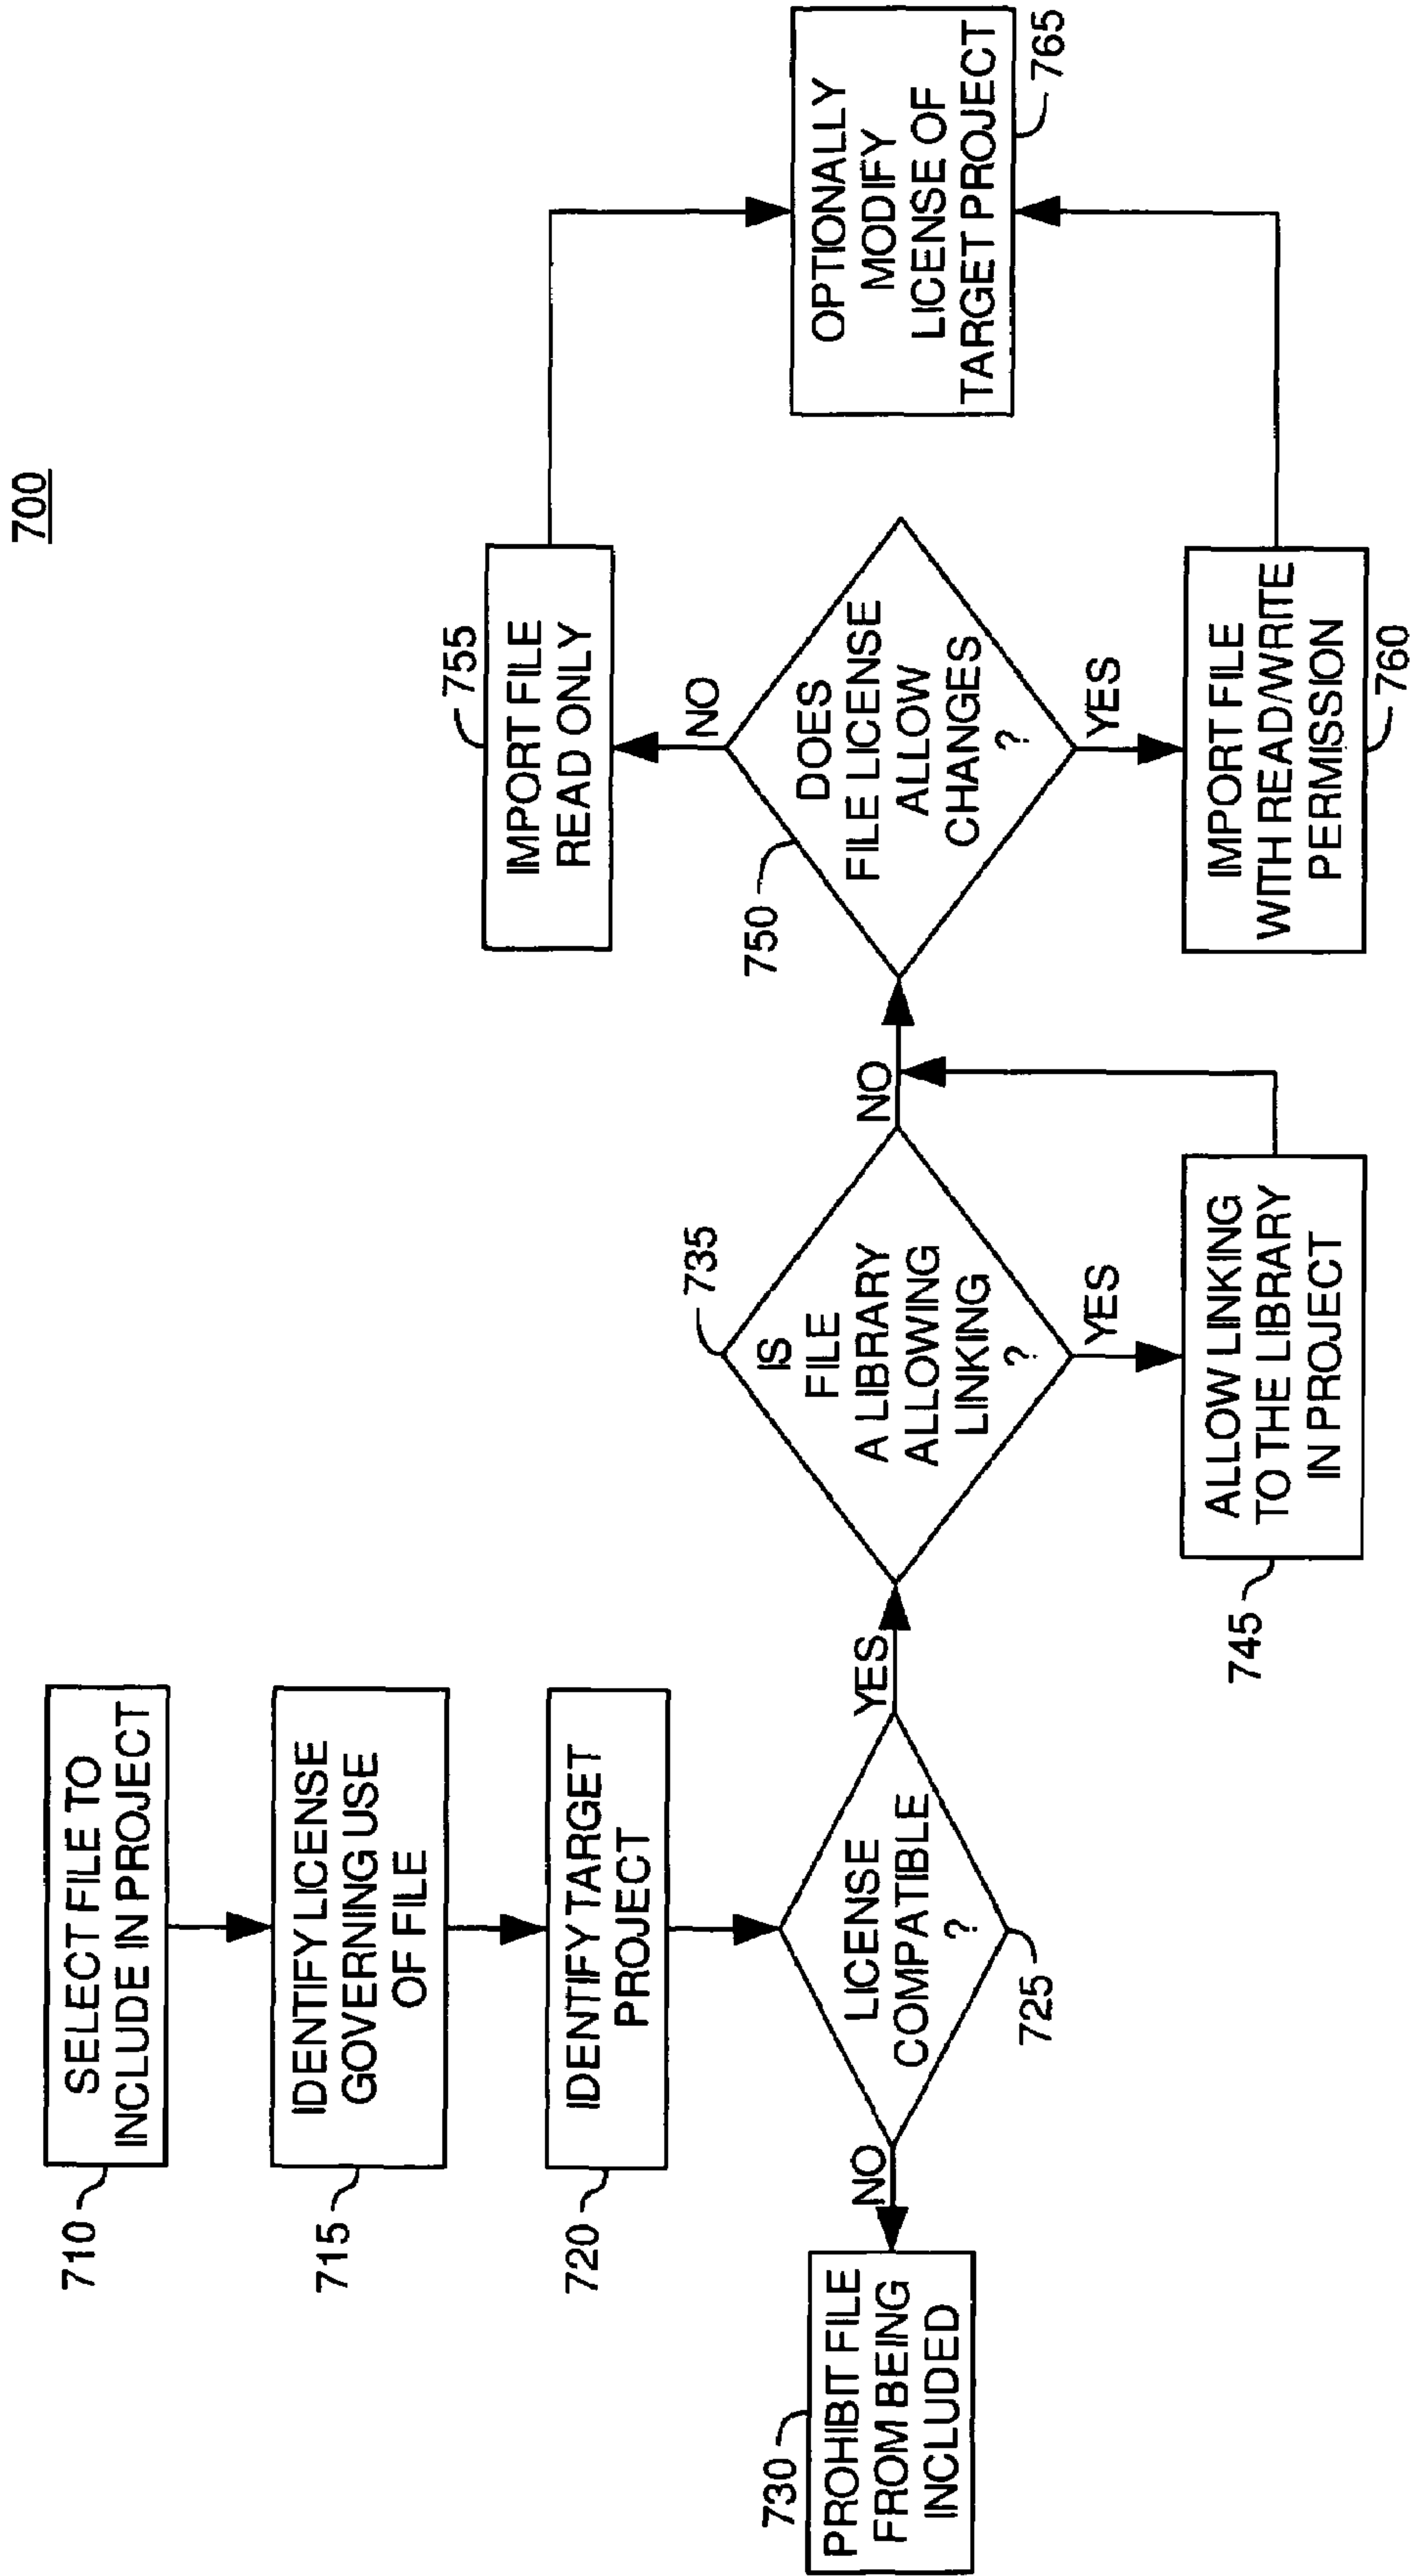 700
710
SELECT FILE TO
INCLUDE IN PROJECT
715
IDENTIFY LICENSE
GOVERNING USE
OF FILE
720
IDENTIFY TARGET
PROJECT
LICENSE
COMPATIBLE
?
725
NO
730
PROHIBIT FILE
FROM BEING
INCLUDED
YES
735
IS
FILE
A LIBRARY
ALLOWING
LINKING
?
YES
745
ALLOW LINKING
TO THE LIBRARY
IN PROJECT
NO
750
DOES
FILE LICENSE
ALLOW
CHANGES
?
NO
755
IMPORT FILE
READ ONLY
YES
IMPORT FILE
WITH READ/WRITE
PERMISSION
760
OPTIONALLY
MODIFY
LICENSE OF
TARGET PROJECT
765